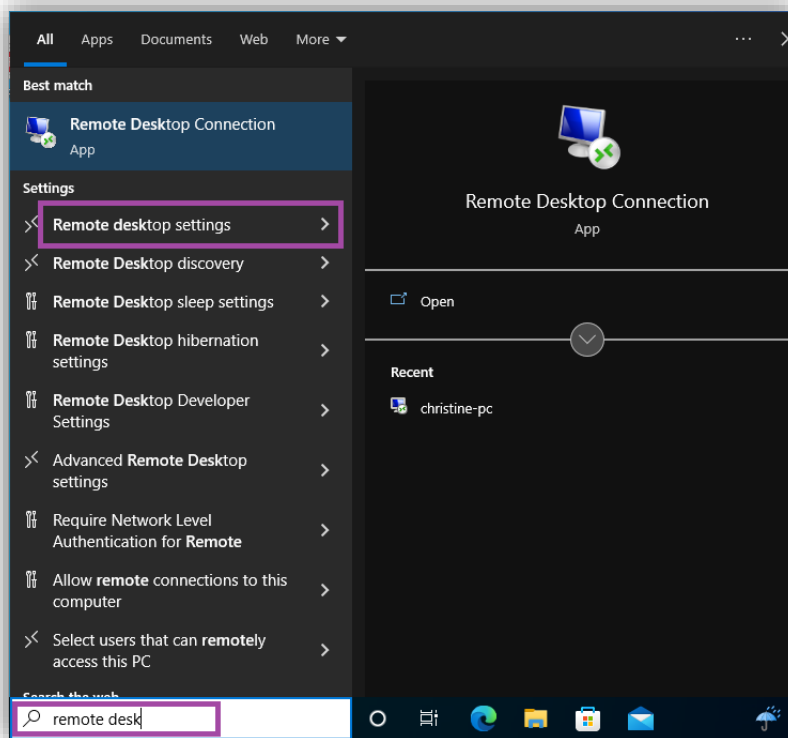 All Apps Documents Web More
Best match
Remote Desktop Connection
App
Settings
Remote desktop settings
Remote Desktop discovery
Remote Desktop sleep settings
Remote Desktop hibernation
settings
Remote Desktop Developer
Settings
Advanced Remote Desktop
settings
Require Network Level
Authentication for Remote
Allow remote connections to this
computer
Select users that can remotely
access this PC
Search the web
remote desk
Remote Desktop Connection
App
Open
Recent
christine-pc